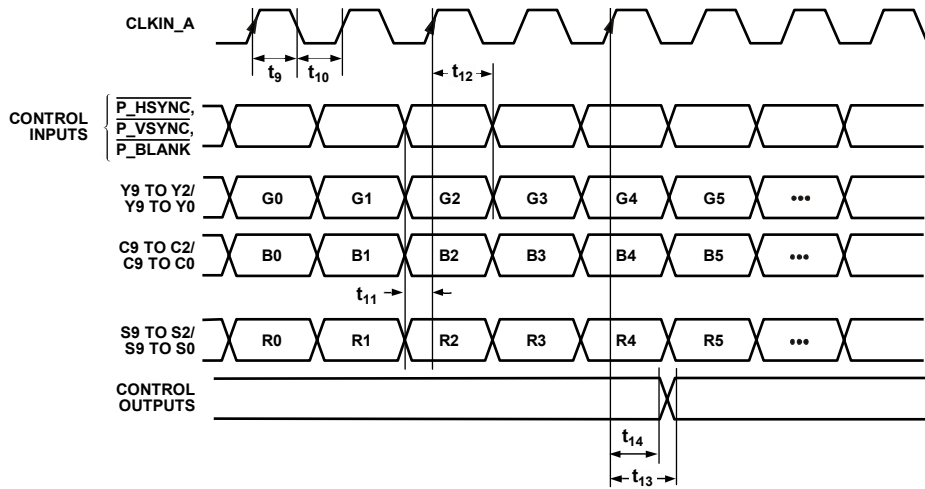 CLKIN_A
t9
t10
t12
CONTROL
INPUTS
P_HSYNC,
P_VSYNC,
P_BLANK
Y9 TO Y2/
Y9 TO Y0
G0 G1 G2 G3 G4 G5 •••
C9 TO C2/
C9 TO C0
B0 B1 B2 B3 B4 B5 •••
t11
S9 TO S2/
S9 TO S0
R0 R1 R2 R3 R4 R5 •••
CONTROL
OUTPUTS
t14
t13